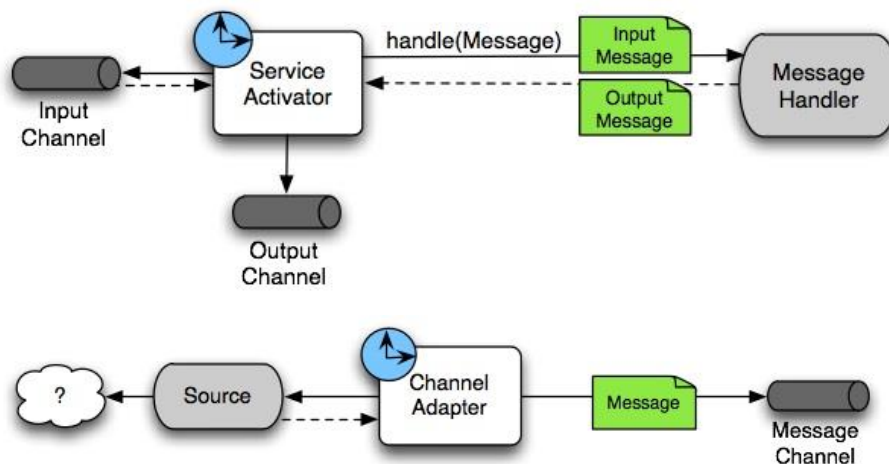 handle(Message)
Input
Message
Service
Activator
Message
Handler
Input
Channel
Output
Message
Output
Channel
?
Source
Channel
Adapter
Message
Message
Channel